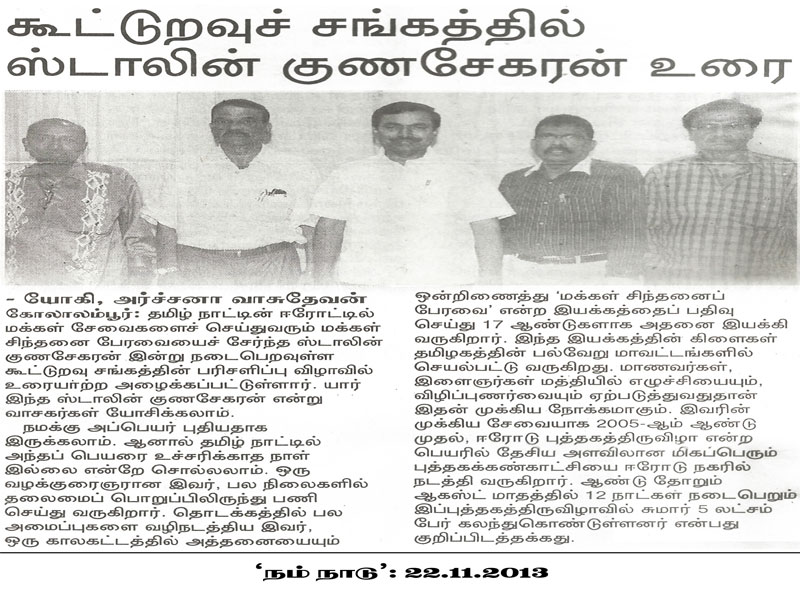 கூட்டுறவுச் சங்கத்தில்
ஸ்டாலின் குணசேகரன் உரை
– யோகி, அர்ச்சனா வாசுதேவன்
கோலாலம்பூர்: தமிழ் நாட்டின் ஈரோட்டில்
மக்கள் சேவைகளைச் செய்துவரும் மக்கள்
சிந்தனை பேரவையைச் சேர்ந்த ஸ்டாலின்
குணசேகரன் இன்று நடைபெறவுள்ள
கூட்டுறவு சங்கத்தின் பரிசளிப்பு விழாவில்
உரையாற்ற அழைக்கப்பட்டுள்ளார். யார்
இந்த ஸ்டாலின் குணசேகரன் என்று
வாசகர்கள் யோசிக்கலாம்.
நமக்கு அப்பெயர் புதியதாக
இருக்கலாம். ஆனால் தமிழ் நாட்டில்
அந்தப் பெயரை உச்சரிக்காத நாள்
இல்லை என்றே சொல்லலாம். ஒரு
வழக்குரைஞரான இவர், பல நிலைகளில்
தலைமைப் பொறுப்பிலிருந்து பணி
செய்து வருகிறார். தொடக்கத்தில் பல
அமைப்புகளை வழிநடத்திய இவர்,
ஒரு காலகட்டத்தில் அத்தனையையும்
ஒன்றிணைத்து ‘மக்கள் சிந்தனைப்
பேரவை’ என்ற இயக்கத்தைப் பதிவு
செய்து 17 ஆண்டுகளாக அதனை இயக்கி
வருகிறார். இந்த இயக்கத்தின் கிளைகள்
தமிழகத்தின் பல்வேறு மாவட்டங்களில்
செயல்பட்டு வருகிறது. மாணவர்கள்,
இளைஞர்கள் மத்தியில் எழுச்சியையும்,
விழிப்புணர்வையும் ஏற்படுத்துவதுதான்
இதன் முக்கிய நோக்கமாகும். இவரின்
முக்கிய சேவையாக 2005-ஆம் ஆண்டு
முதல், ஈரோடு புத்தகத்திருவிழா என்ற
பெயரில் தேசிய அளவிலான மிகப்பெரும்
புத்தகக்கண்காட்சியை ஈரோடு நகரில்
நடத்தி வருகிறார். ஆண்டு தோறும்
ஆகஸ்ட் மாதத்தில் 12 நாட்கள் நடைபெறும்
இப்புத்தகத்திருவிழாவில் சுமார் 5 லட்சம்
பேர் கலந்துகொண்டுள்ளனர் என்பது
குறிப்பிடத்தக்கது.
‘நம் நாடு’: 22.11.2013